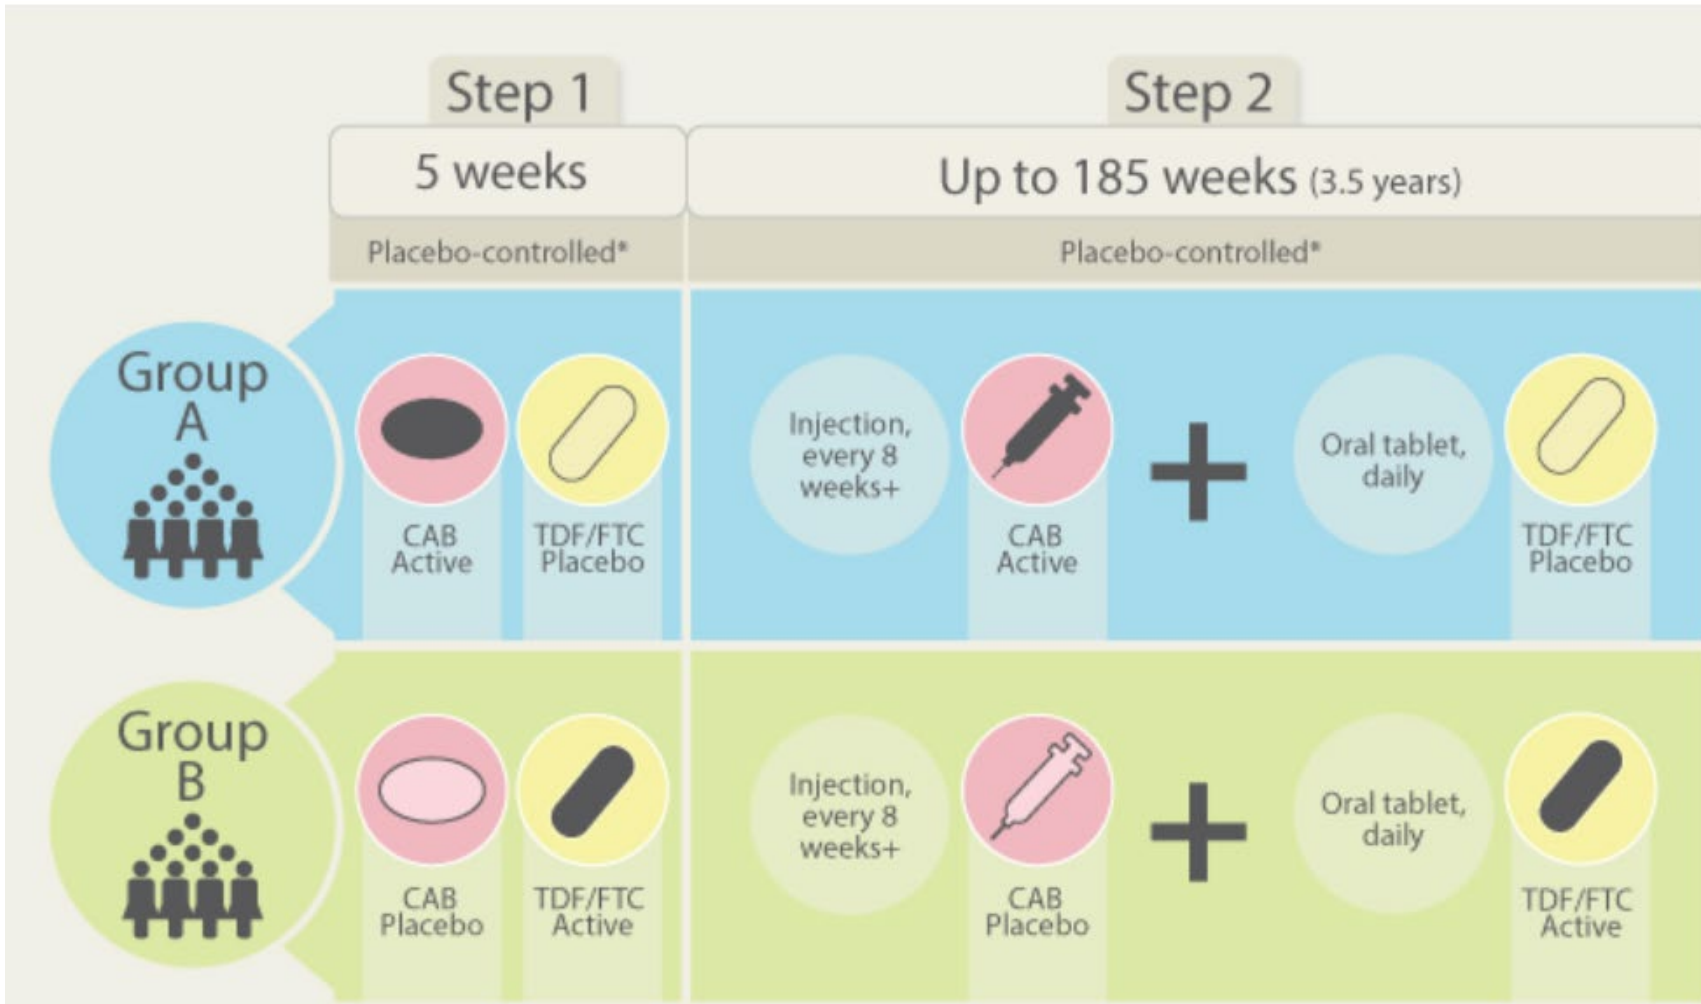 Step 1
Step 2
5 weeks
Up to 185 weeks (3.5 years)
Placebo-controlled*
Placebo-controlled*
Group
A
CAB
Active
TDF/FTC
Placebo
Injection,
every 8
weeks+
CAB
Active
+
Oral tablet,
daily
TDF/FTC
Placebo
Group
B
CAB
Placebo
TDF/FTC
Active
Injection,
every 8
weeks+
CAB
Placebo
+
Oral tablet,
daily
TDF/FTC
Active